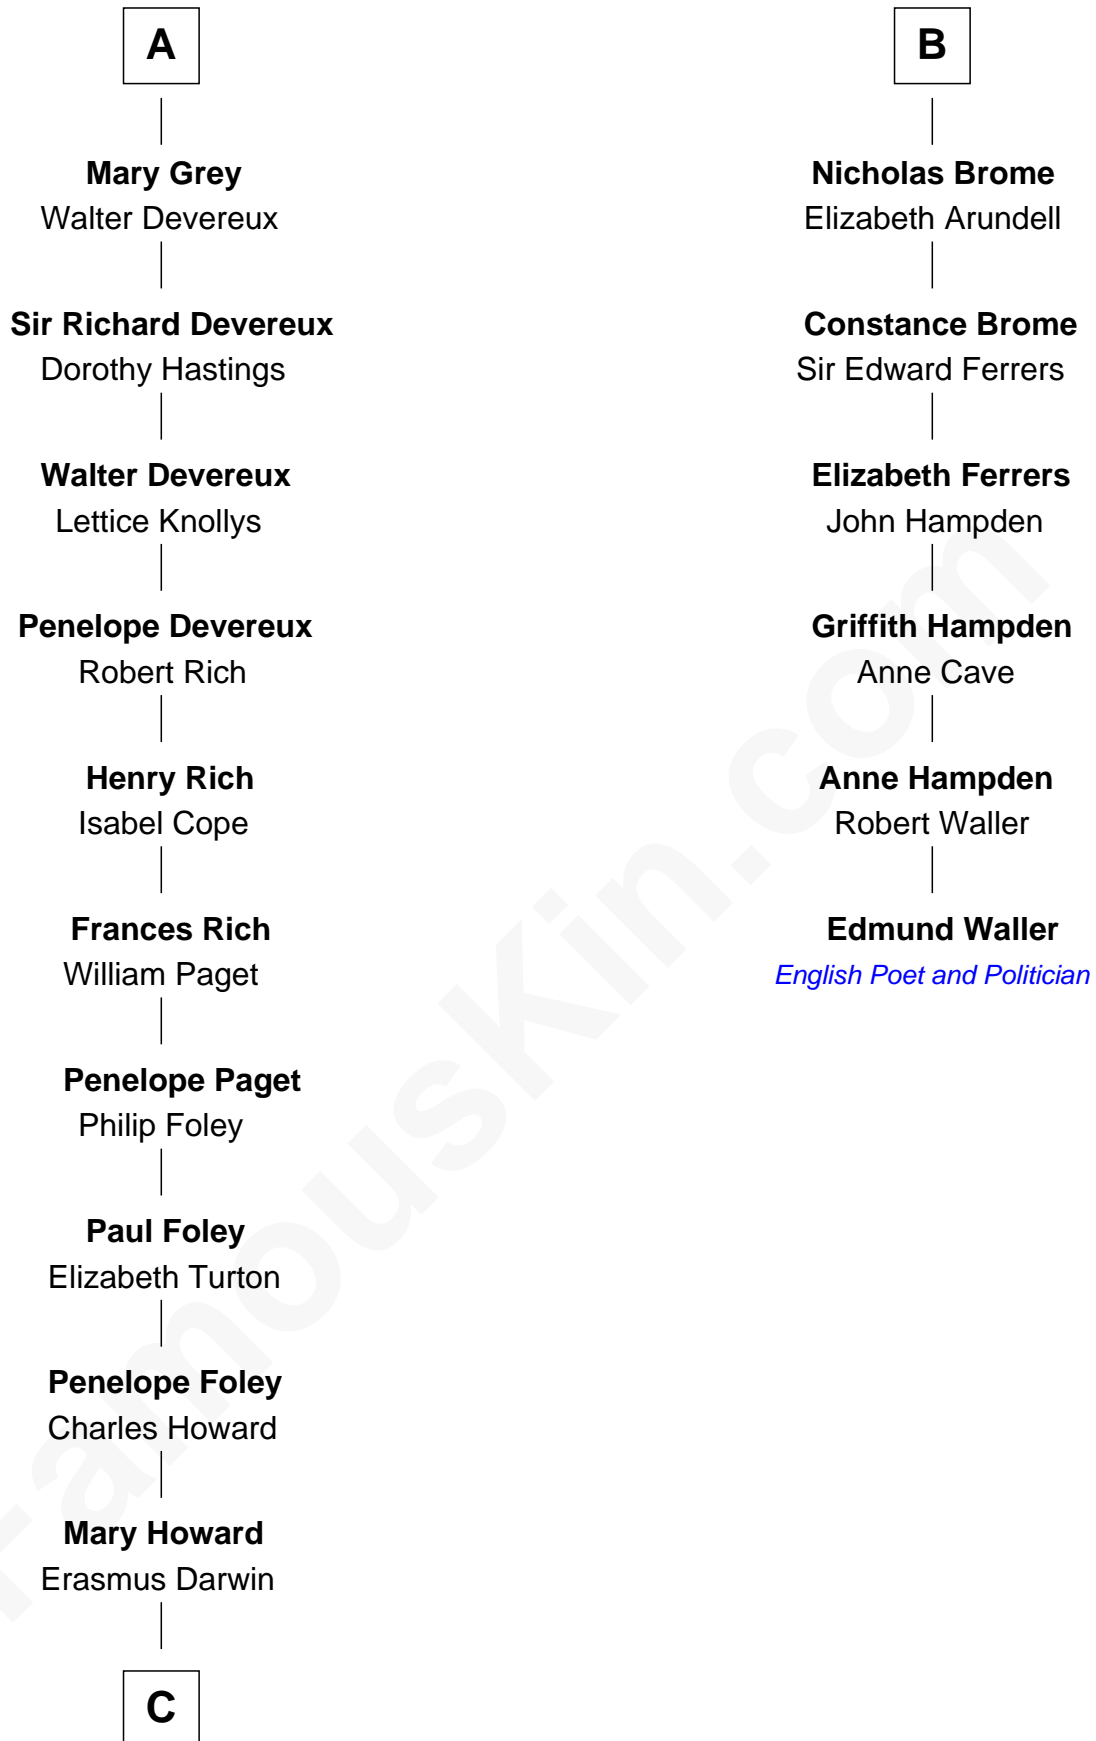 A
Mary Grey
Walter Devereux
Sir Richard Devereux
Dorothy Hastings
Walter Devereux
Lettice Knollys
Penelope Devereux
Robert Rich
Henry Rich
Isabel Cope
Frances Rich
William Paget
Penelope Paget
Philip Foley
Paul Foley
Elizabeth Turton
Penelope Foley
Charles Howard
Mary Howard
Erasmus Darwin
C
B
Nicholas Brome
Elizabeth Arundell
Constance Brome
Sir Edward Ferrers
Elizabeth Ferrers
John Hampden
Griffith Hampden
Anne Cave
Anne Hampden
Robert Waller
Edmund Waller
English Poet and Politician
FamousKin.com